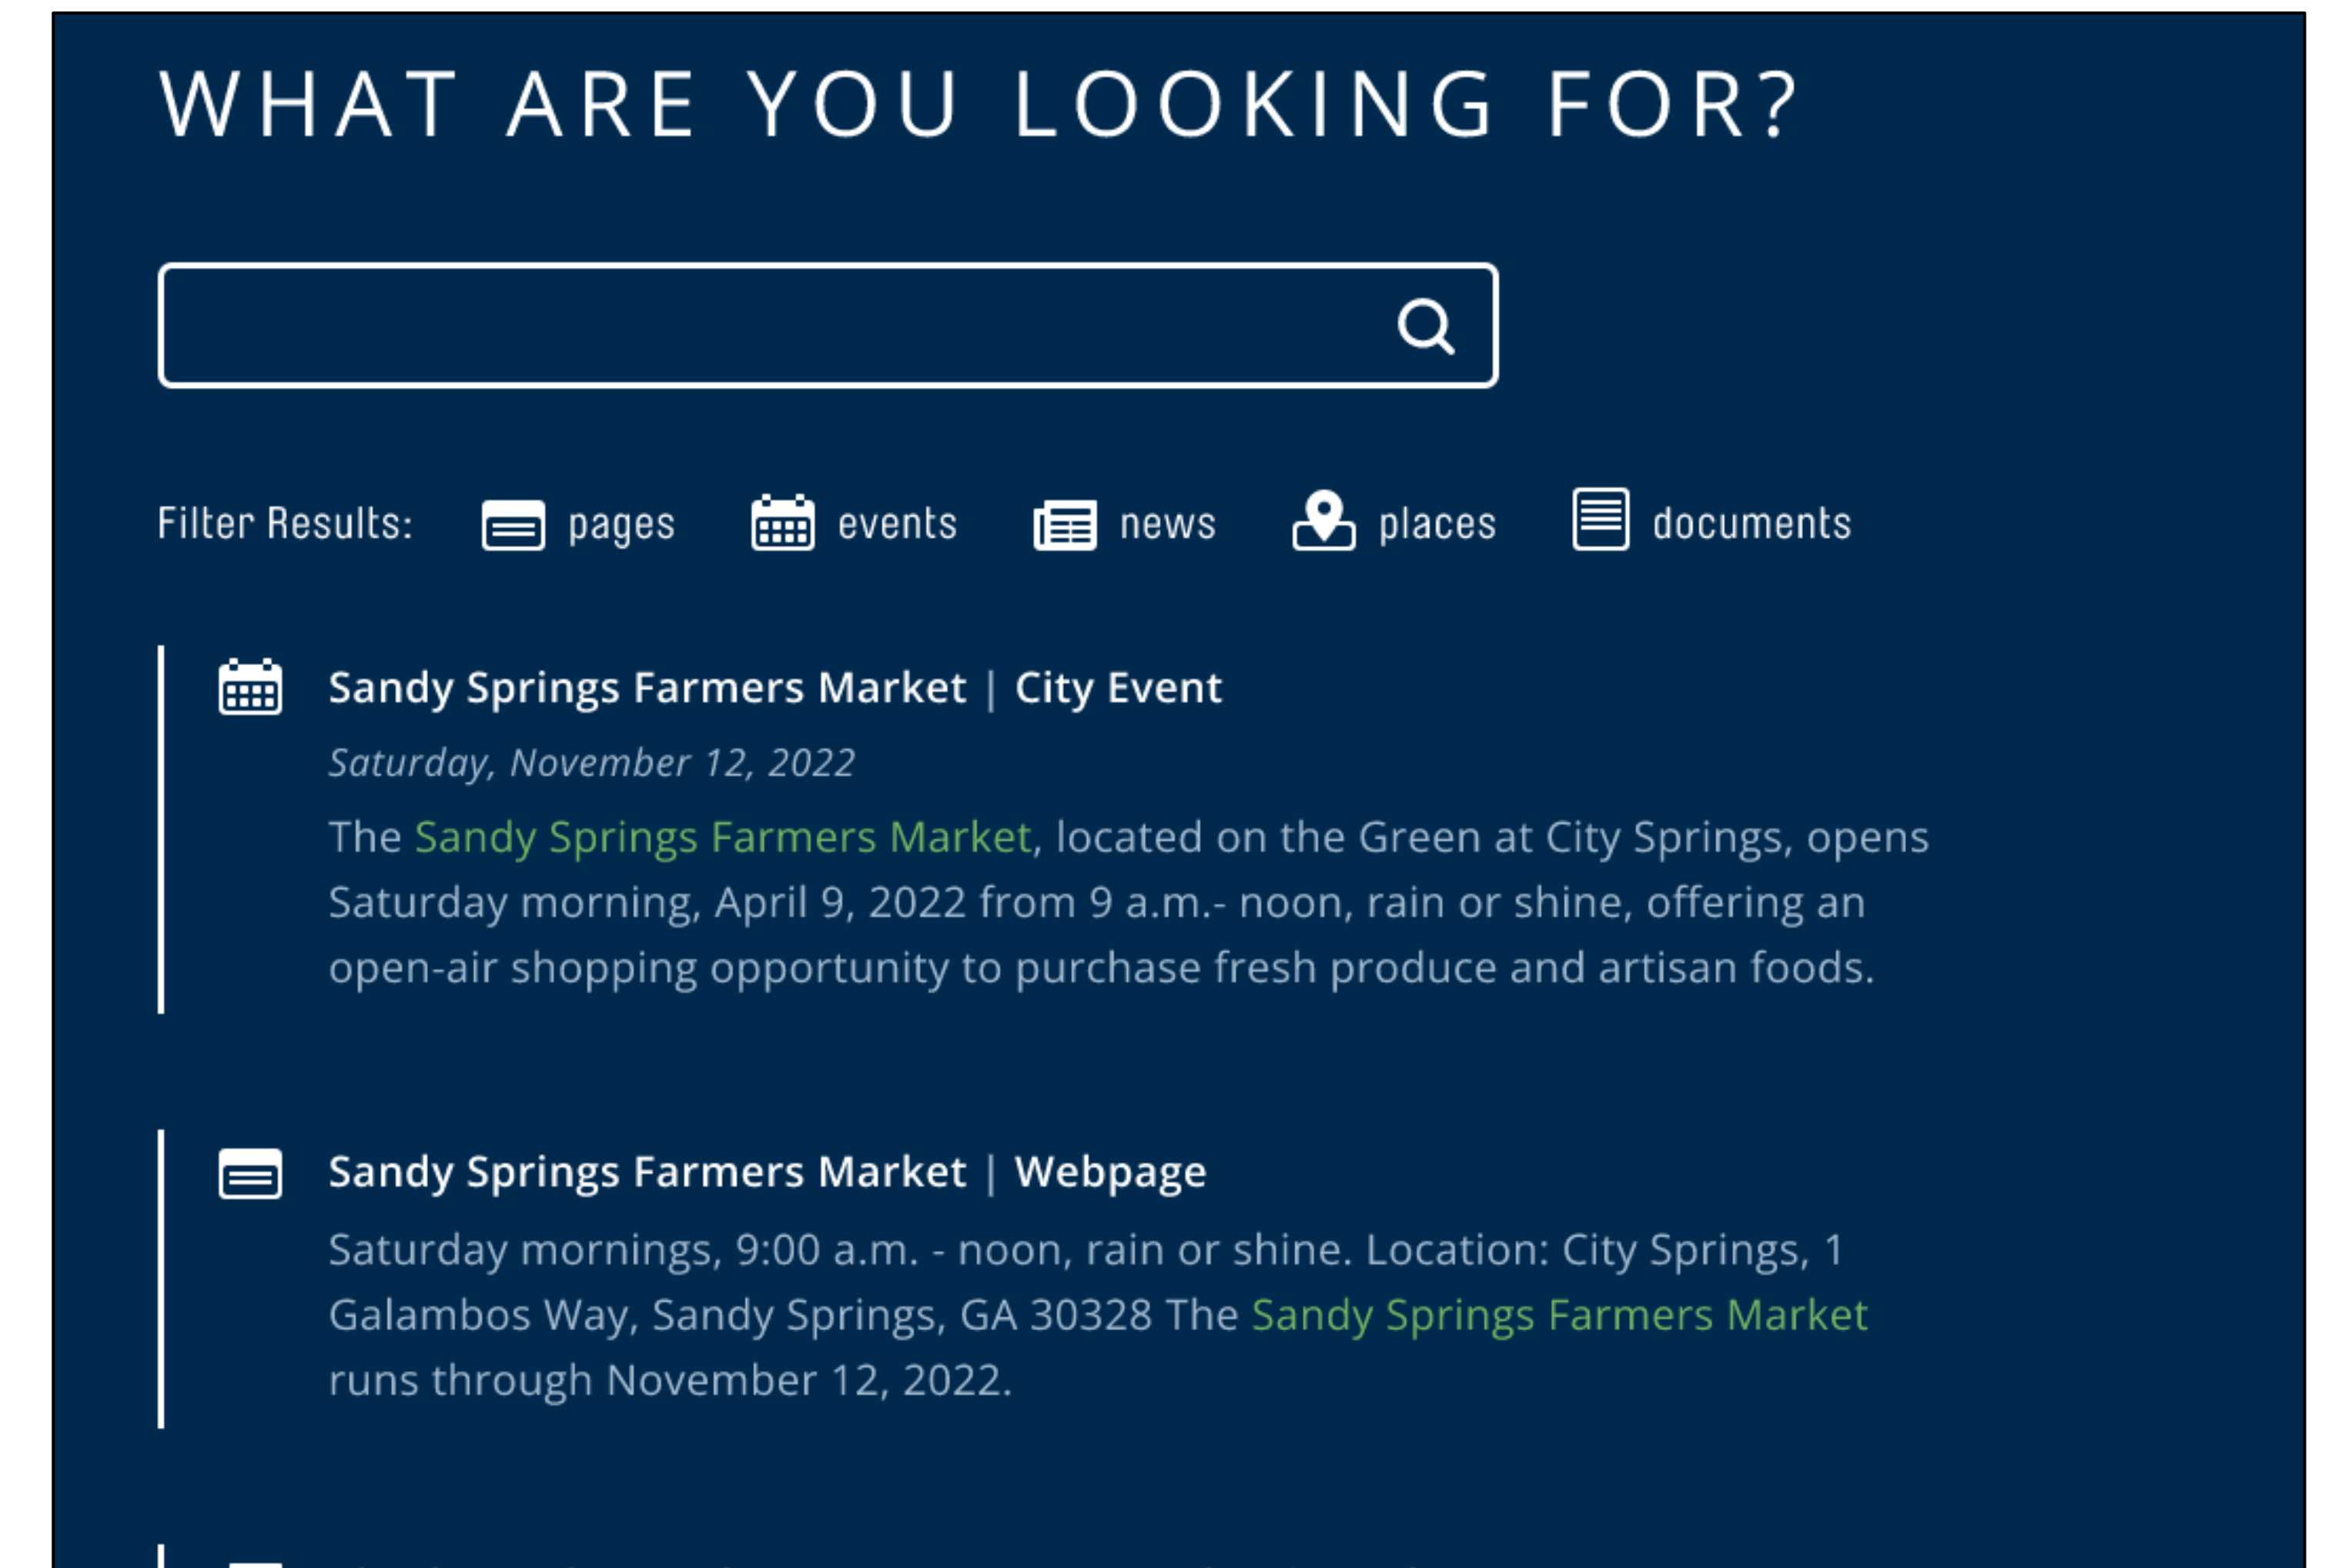 WHAT ARE YOU LOOKING FOR?
Filter Results: pages events news places documents
Sandy Springs Farmers Market | City Event
Saturday, November 12, 2022
The Sandy Springs Farmers Market, located on the Green at City Springs, opens
Saturday morning, April 9, 2022 from 9 a.m.- noon, rain or shine, offering an
open-air shopping opportunity to purchase fresh produce and artisan foods.
Sandy Springs Farmers Market | Webpage
Saturday mornings, 9:00 a.m. - noon, rain or shine. Location: City Springs, 1
Galambos Way, Sandy Springs, GA 30328 The Sandy Springs Farmers Market
runs through November 12, 2022.